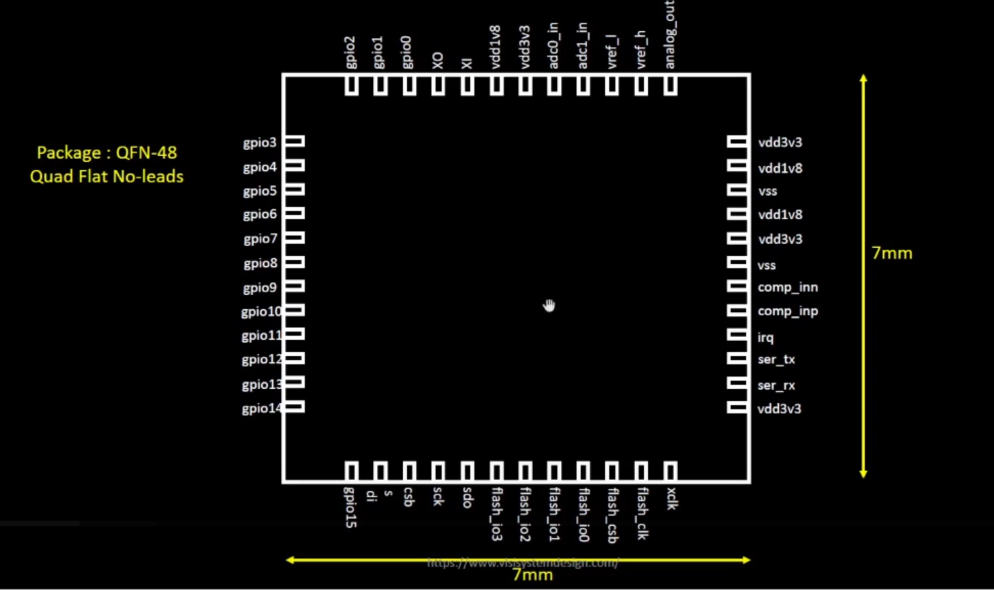 gpio2
gpio1
gpio0
XO
XI
vdd1v8
vdd3v3
adc0_in
adc1_in
vref_l
vref_h
analog_out
Package : QFN-48
Quad Flat No-leads
gpio3
gpio4
gpio5
gpio6
gpio7
gpio8
gpio9
gpio10
gpio11
gpio12
gpio13
gpio14
vdd3v3
vdd1v8
vss
vdd1v8
vdd3v3
vss
comp_inn
comp_inp
irq
ser_tx
ser_rx
vdd3v3
7mm
gpio15
s
di
csb
sck
sdo
flash_io3
flash_io2
flash_io1
flash_io0
flash_csb
flash_clk
xclk
https://www.vlsisystemdesign.com/
7mm